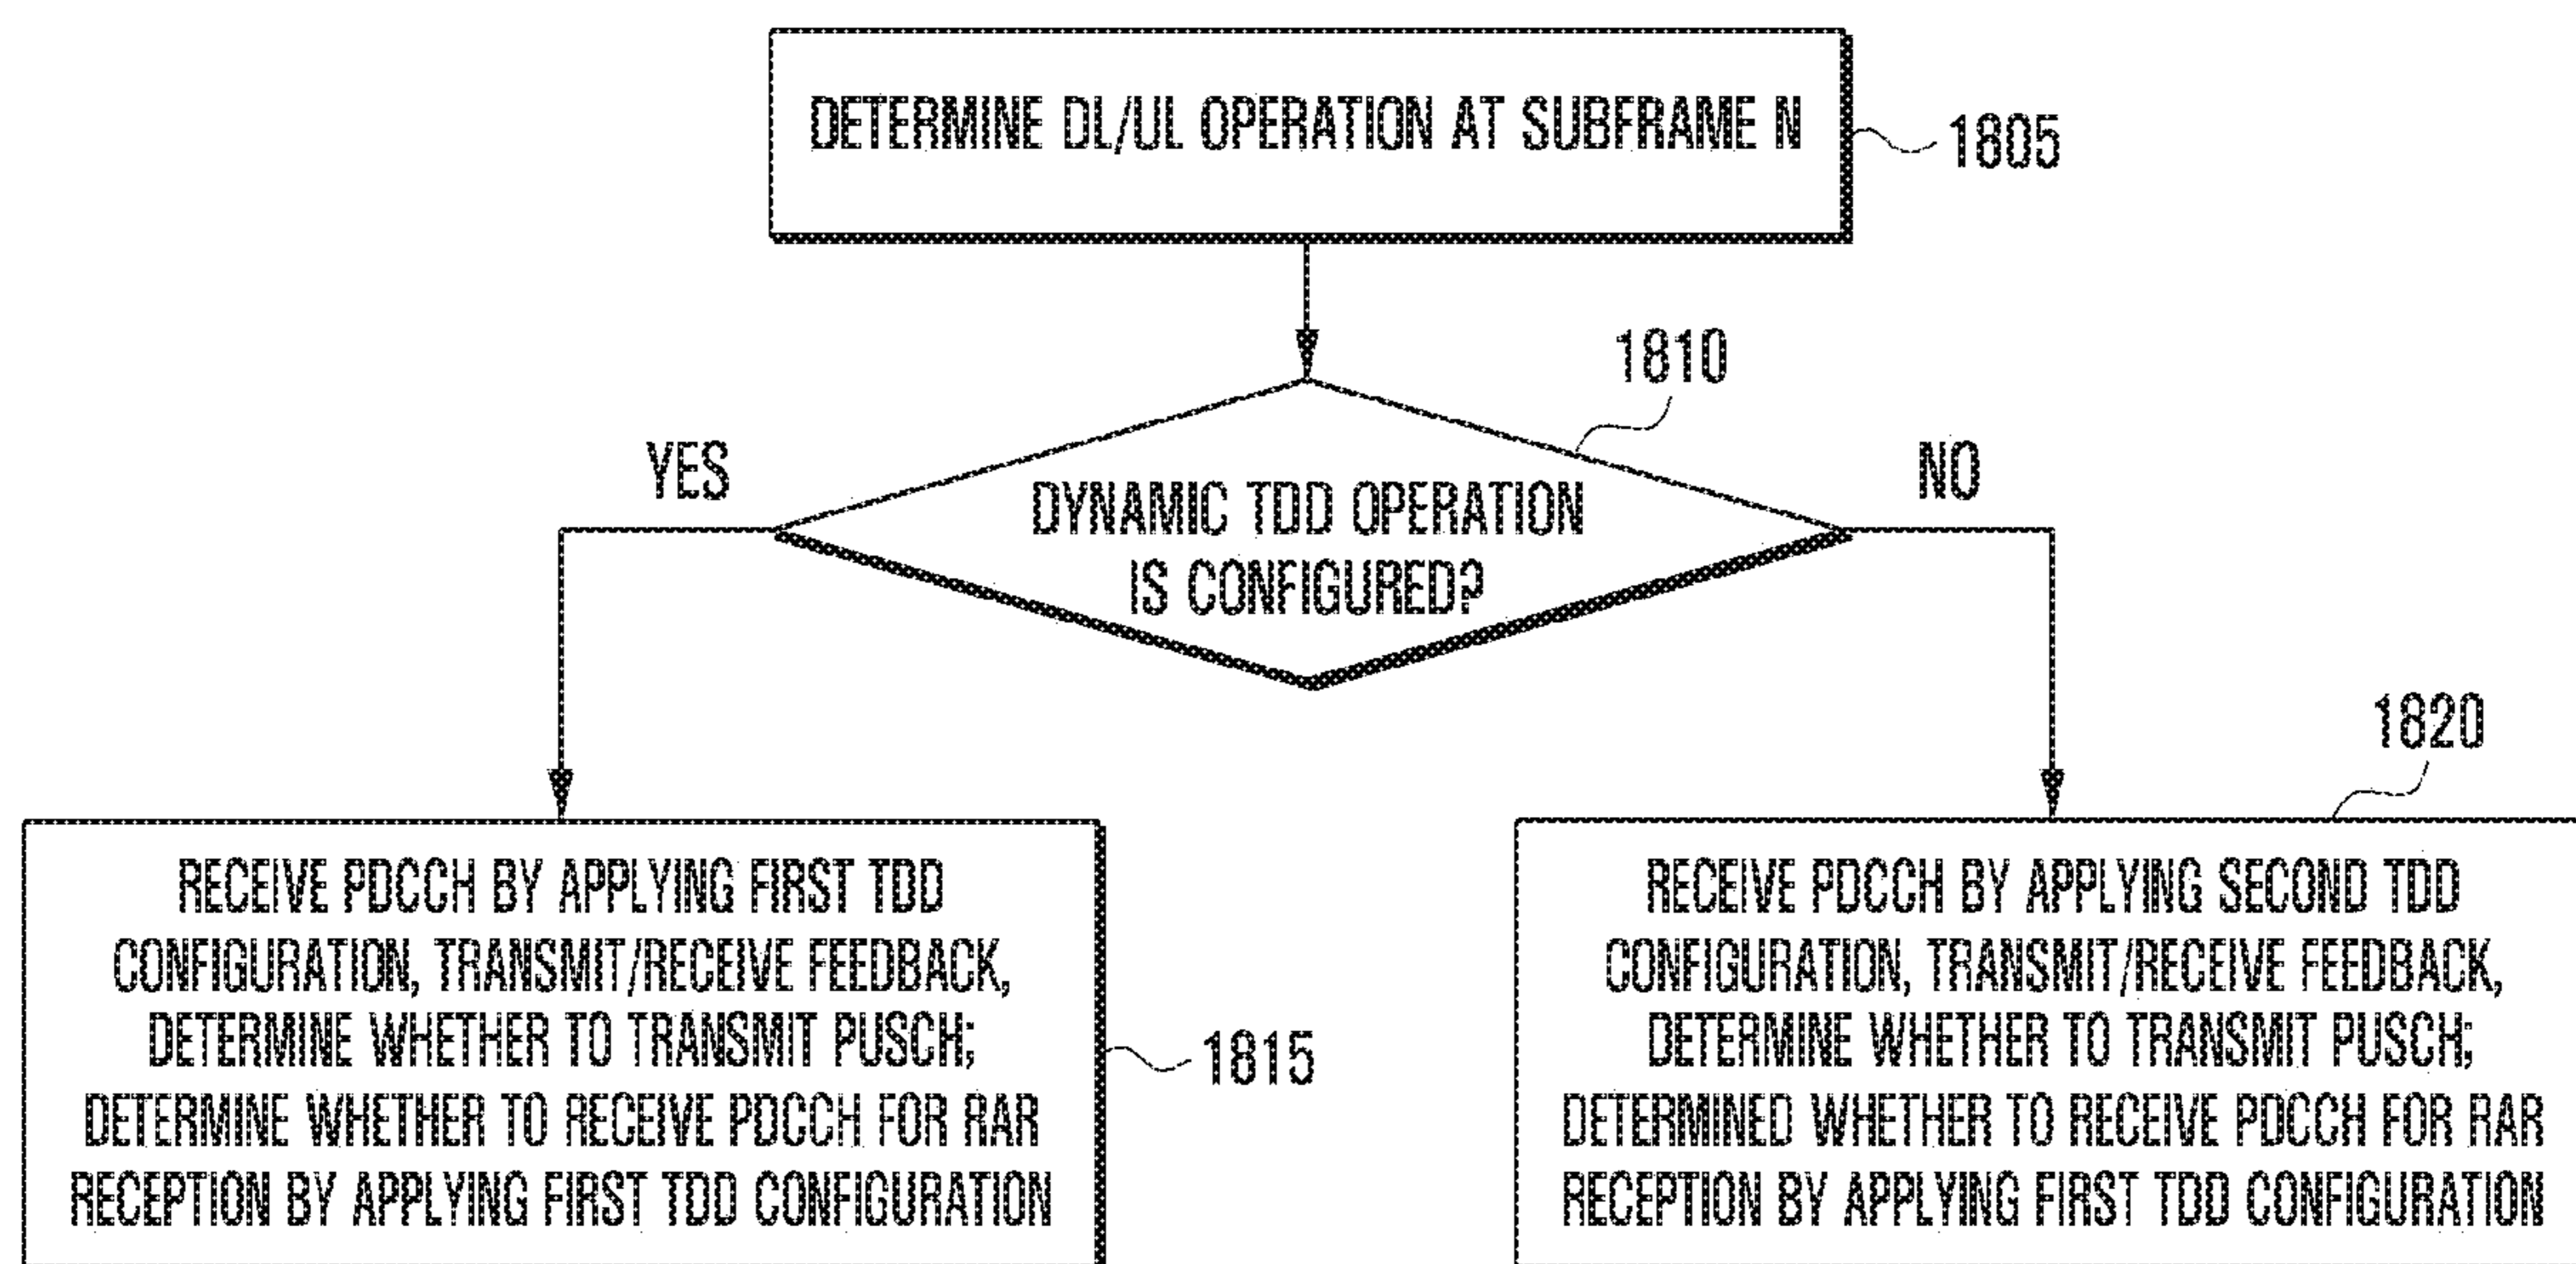 DETERMINE DL/UL OPERATION AT SUBFRAME N
1805
1810
YES
NO
DYNAMIC TDD OPERATION
IS CONFIGURED?
1820
RECEIVE PDCCH BY APPLYING FIRST TDD
CONFIGURATION, TRANSMIT/RECEIVE FEEDBACK,
DETERMINE WHETHER TO TRANSMIT PUSCH;
DETERMINE WHETHER TO RECEIVE PDCCH FOR RAR
RECEPTION BY APPLYING FIRST TDD CONFIGURATION
1815
RECEIVE PDCCH BY APPLYING SECOND TDD
CONFIGURATION, TRANSMIT/RECEIVE FEEDBACK,
DETERMINE WHETHER TO TRANSMIT PUSCH;
DETERMINED WHETHER TO RECEIVE PDCCH FOR RAR
RECEPTION BY APPLYING FIRST TDD CONFIGURATION